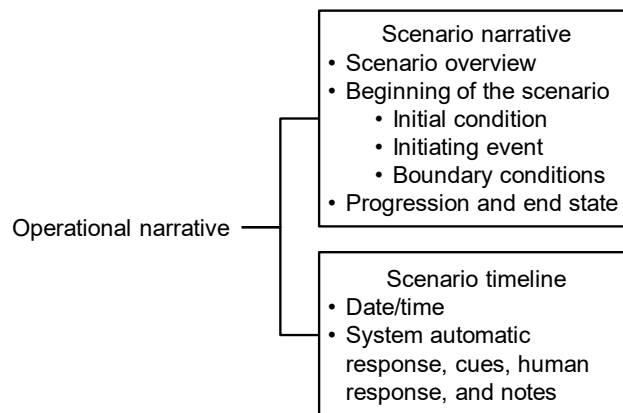 Scenario narrative
• Scenario overview
• Beginning of the scenario
• Initial condition
• Initiating event
• Boundary conditions
• Progression and end state
Operational narrative
Scenario timeline
• Date/time
• System automatic
response, cues, human
response, and notes